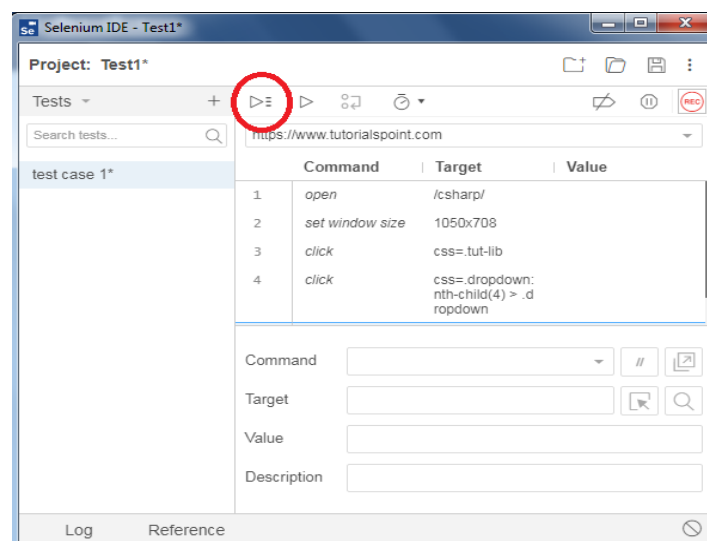 Se Selenium IDE - Test1*
Project: Test1*
Tests
Search tests...
https://www.tutorialspoint.com
REC
test case 1*
Command Target Value
1 open /csharp/
2 set window size 1050x708
3 click css=.tut-lib
4 click css=.dropdown:
nth-child(4) > .d
ropdown
Command //
Target
Value
Description
Log Reference